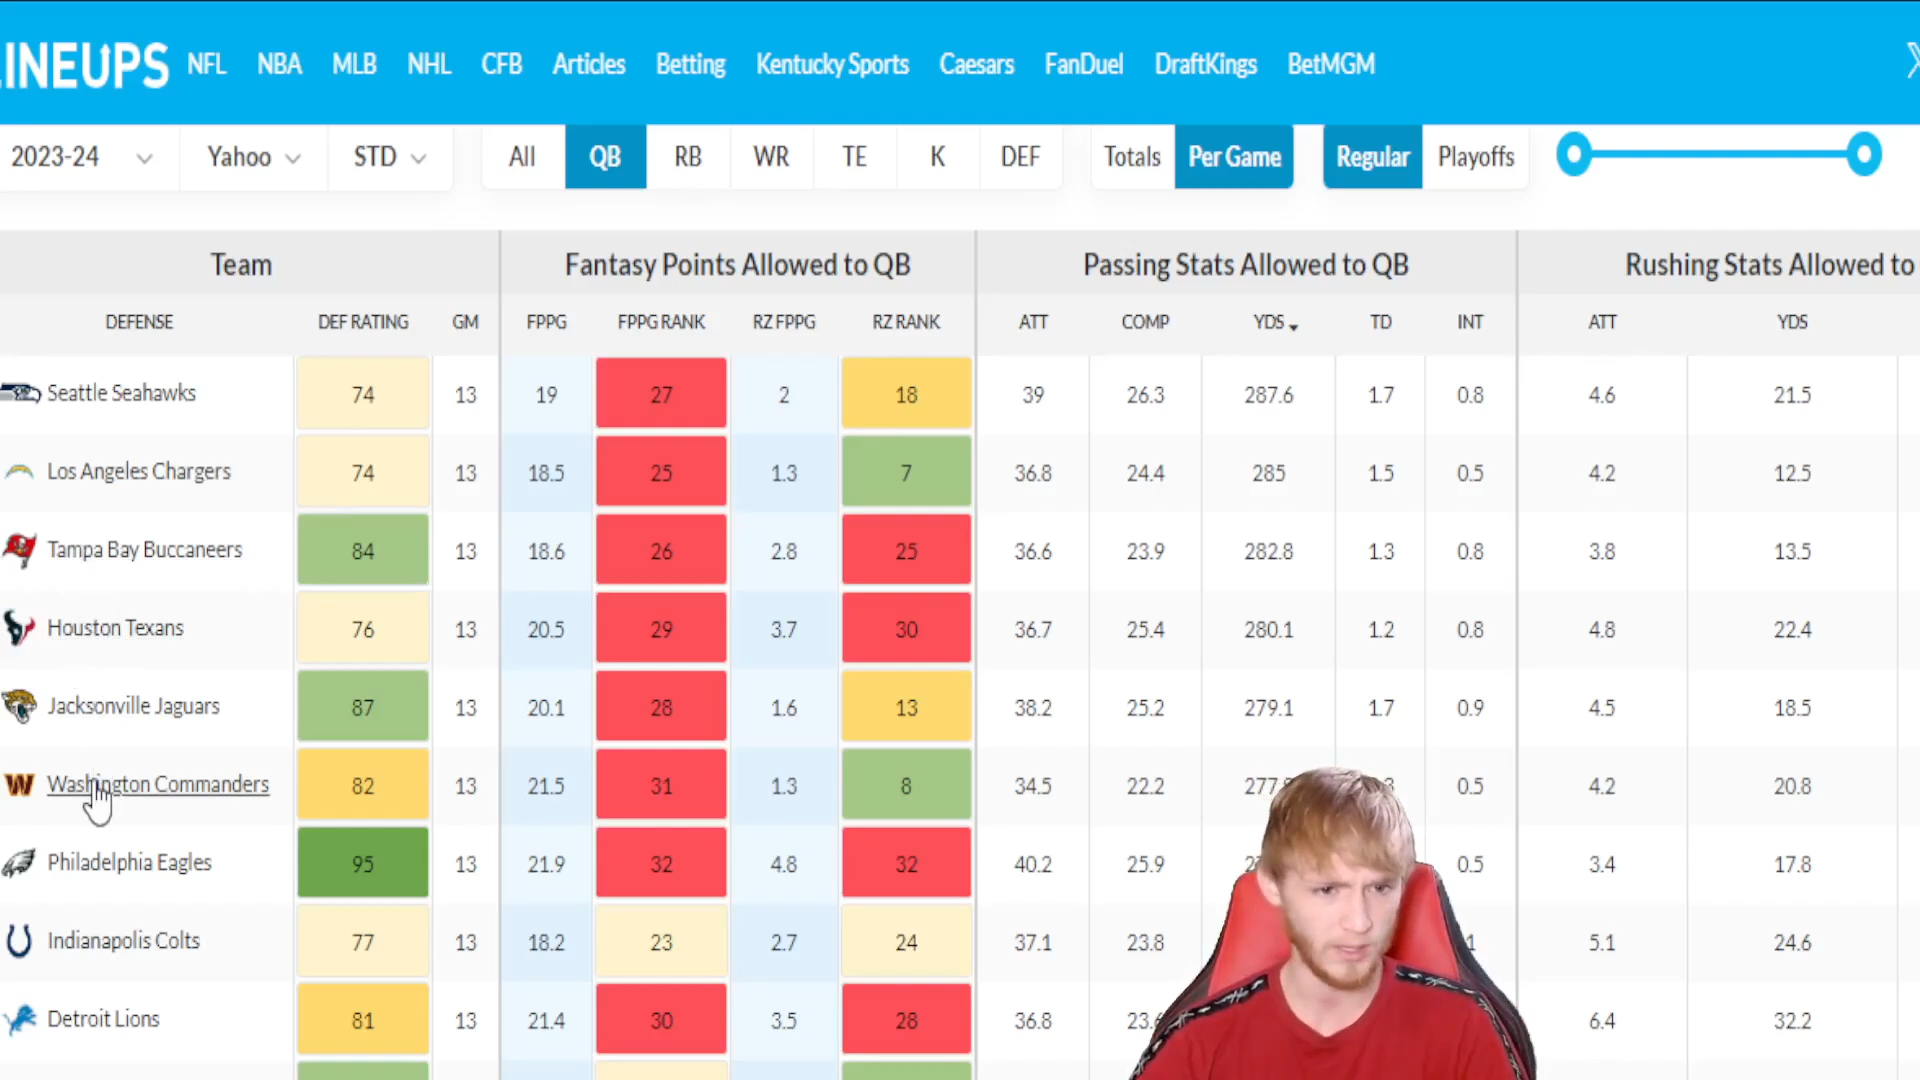 LINEUPS NFL NBA MLB NHL CFB Articles Betting Kentucky Sports Caesars FanDuel DraftKings BetMGM
2023-24 Yahoo STD All QB RB WR TE K DEF Totals Per Game Regular Playoffs
Team Fantasy Points Allowed to QB Passing Stats Allowed to QB Rushing Stats Allowed to
DEFENSE DEF RATING GM FPPG FPPG RANK RZ FPPG RZ RANK ATT COMP YDS TD INT ATT YDS
Seattle Seahawks 74 13 19 27 2 18 39 26.3 287.6 1.7 0.8 4.6 21.5
Los Angeles Chargers 74 13 18.5 25 1.3 7 36.8 24.4 285 1.5 0.5 4.2 12.5
Tampa Bay Buccaneers 84 13 18.6 26 2.8 25 36.6 23.9 282.8 1.3 0.8 3.8 13.5
Houston Texans 76 13 20.5 29 3.7 30 36.7 25.4 280.1 1.2 0.8 4.8 22.4
Jacksonville Jaguars 87 13 20.1 28 1.6 13 38.2 25.2 279.1 1.7 0.9 4.5 18.5
W Washington Commanders 82 13 21.5 31 1.3 8 34.5 22.2 0.5 4.2 20.8
Philadelphia Eagles 95 13 21.9 32 4.8 32 40.2 25.9 0.5 3.4 17.8
Indianapolis Colts 77 13 18.2 23 2.7 24 37.1 23.8 5.1 24.6
Detroit Lions 81 13 21.4 30 3.5 28 36.8 6.4 32.2